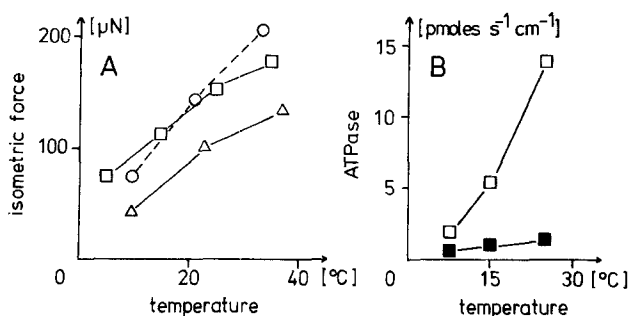 [µN]
200
100
0
20
40 [°C]
A
isometric force
temperature
[pmoles s⁻¹ cm⁻¹]
15
10
5
0
15
30 [°C]
B
ATPase
temperature